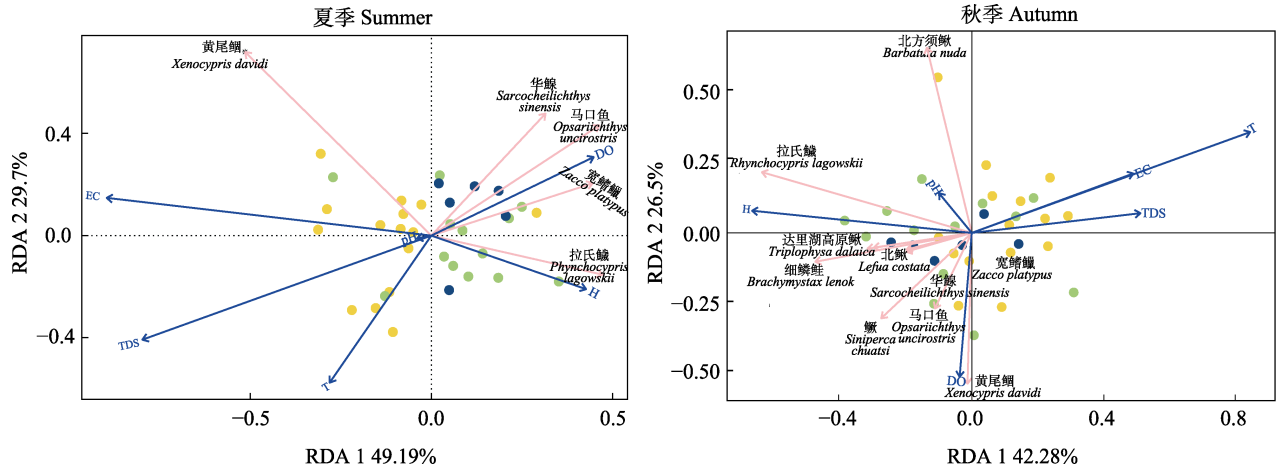 夏季 Summer
黄尾鲴
Xenocypris davidi
华鳈
Sarcocheilichthys
sinensis
马口鱼
Opsariichthys
uncirostris
DO
宽鳍鱲
Zacco platypus
EC
pH
拉氏鱥
Phynchocypris
lagowskii
H
TDS
T
0.4
0.0
−0.4
−0.5
0.0
0.5
RDA 2 29.7%
RDA 1 49.19%
秋季 Autumn
北方须鳅
Barbatula nuda
T
拉氏鱥
Rhynchocypris lagowskii
EC
pH
H
TDS
达里湖高原鳅
Triplophysa dalaica
北鳅
Lefua costata
细鳞鲑
Brachymystax lenok
宽鳍鱲
Zacco platypus
华鳈
Sarcocheilichthys sinensis
马口鱼
Opsariichthys
uncirostris
鳜
Siniperca
chuatsi
DO
黄尾鲴
Xenocypris davidi
0.50
0.25
0.00
−0.25
−0.50
−0.4
0.0
0.4
0.8
RDA 2 26.5%
RDA 1 42.28%